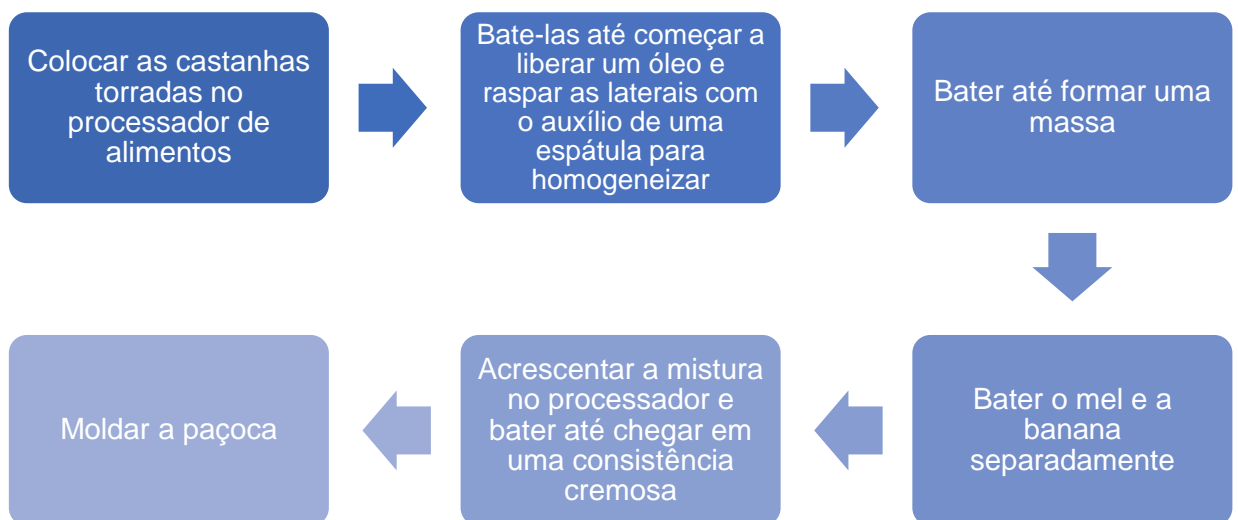 Colocar as castanhas
torradas no
processador de
alimentos
Bate-las até começar a
liberar um óleo e
raspar as laterais com
o auxílio de uma
espátula para
homogeneizar
Bater até formar uma
massa
Bater o mel e a
banana
separadamente
Acrescentar a mistura
no processador e
bater até chegar em
uma consistência
cremosa
Moldar a paçoca